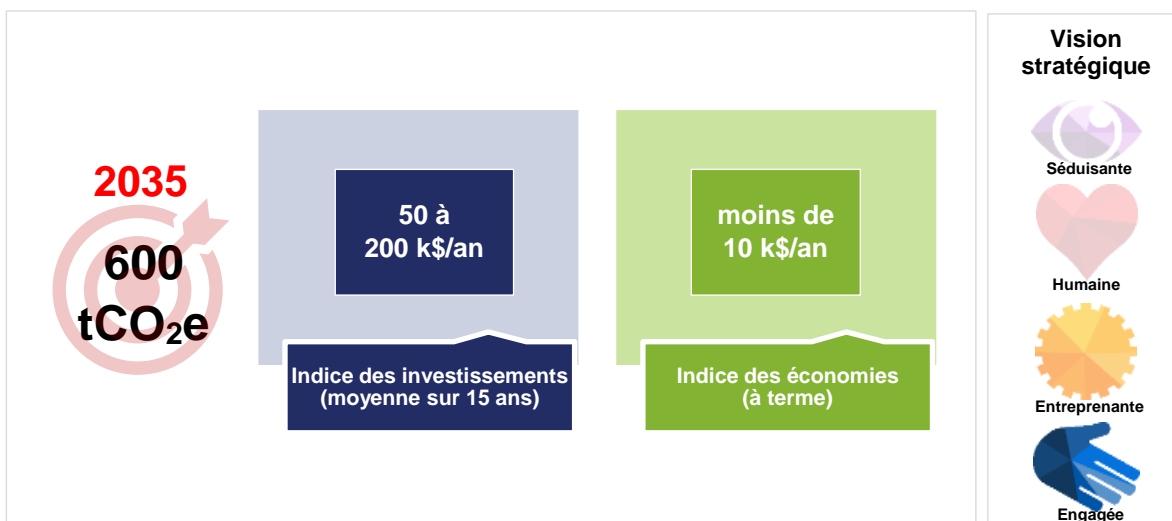 2035
600
tCO₂e
50 à
200 k$/an
Indice des investissements
(moyenne sur 15 ans)
moins de
10 k$/an
Indice des économies
(à terme)
Vision
stratégique
Séduisante
Humaine
Entreprenante
Engagée